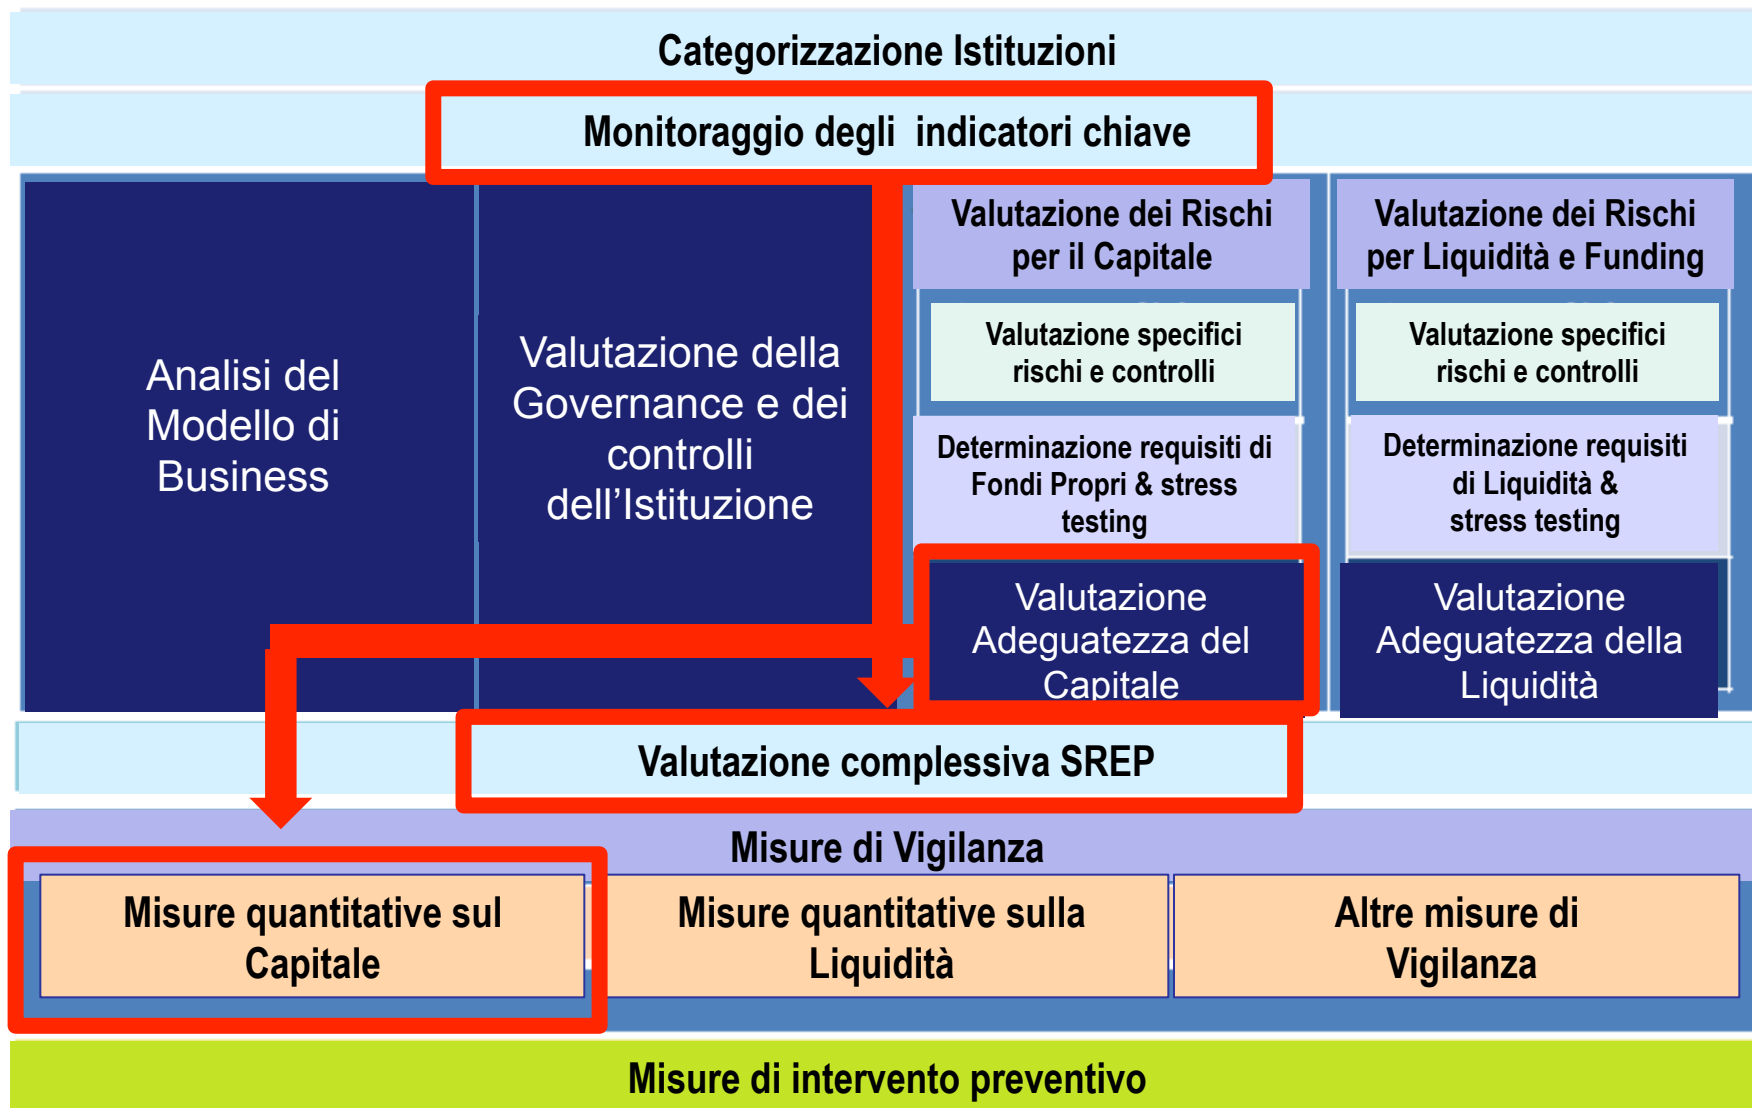 Categorizzazione Istituzioni
Monitoraggio degli indicatori chiave
Analisi del
Modello di
Business
Valutazione della
Governance e dei
controlli
dell’Istituzione
Valutazione dei Rischi
per il Capitale
Valutazione specifici
rischi e controlli
Determinazione requisiti di
Fondi Propri & stress
testing
Valutazione
Adeguatezza del
Capitale
Valutazione dei Rischi
per Liquidità e Funding
Valutazione specifici
rischi e controlli
Determinazione requisiti
di Liquidità &
stress testing
Valutazione
Adeguatezza della
Liquidità
Valutazione complessiva SREP
Misure di Vigilanza
Misure quantitative sul
Capitale
Misure quantitative sulla
Liquidità
Altre misure di
Vigilanza
Misure di intervento preventivo